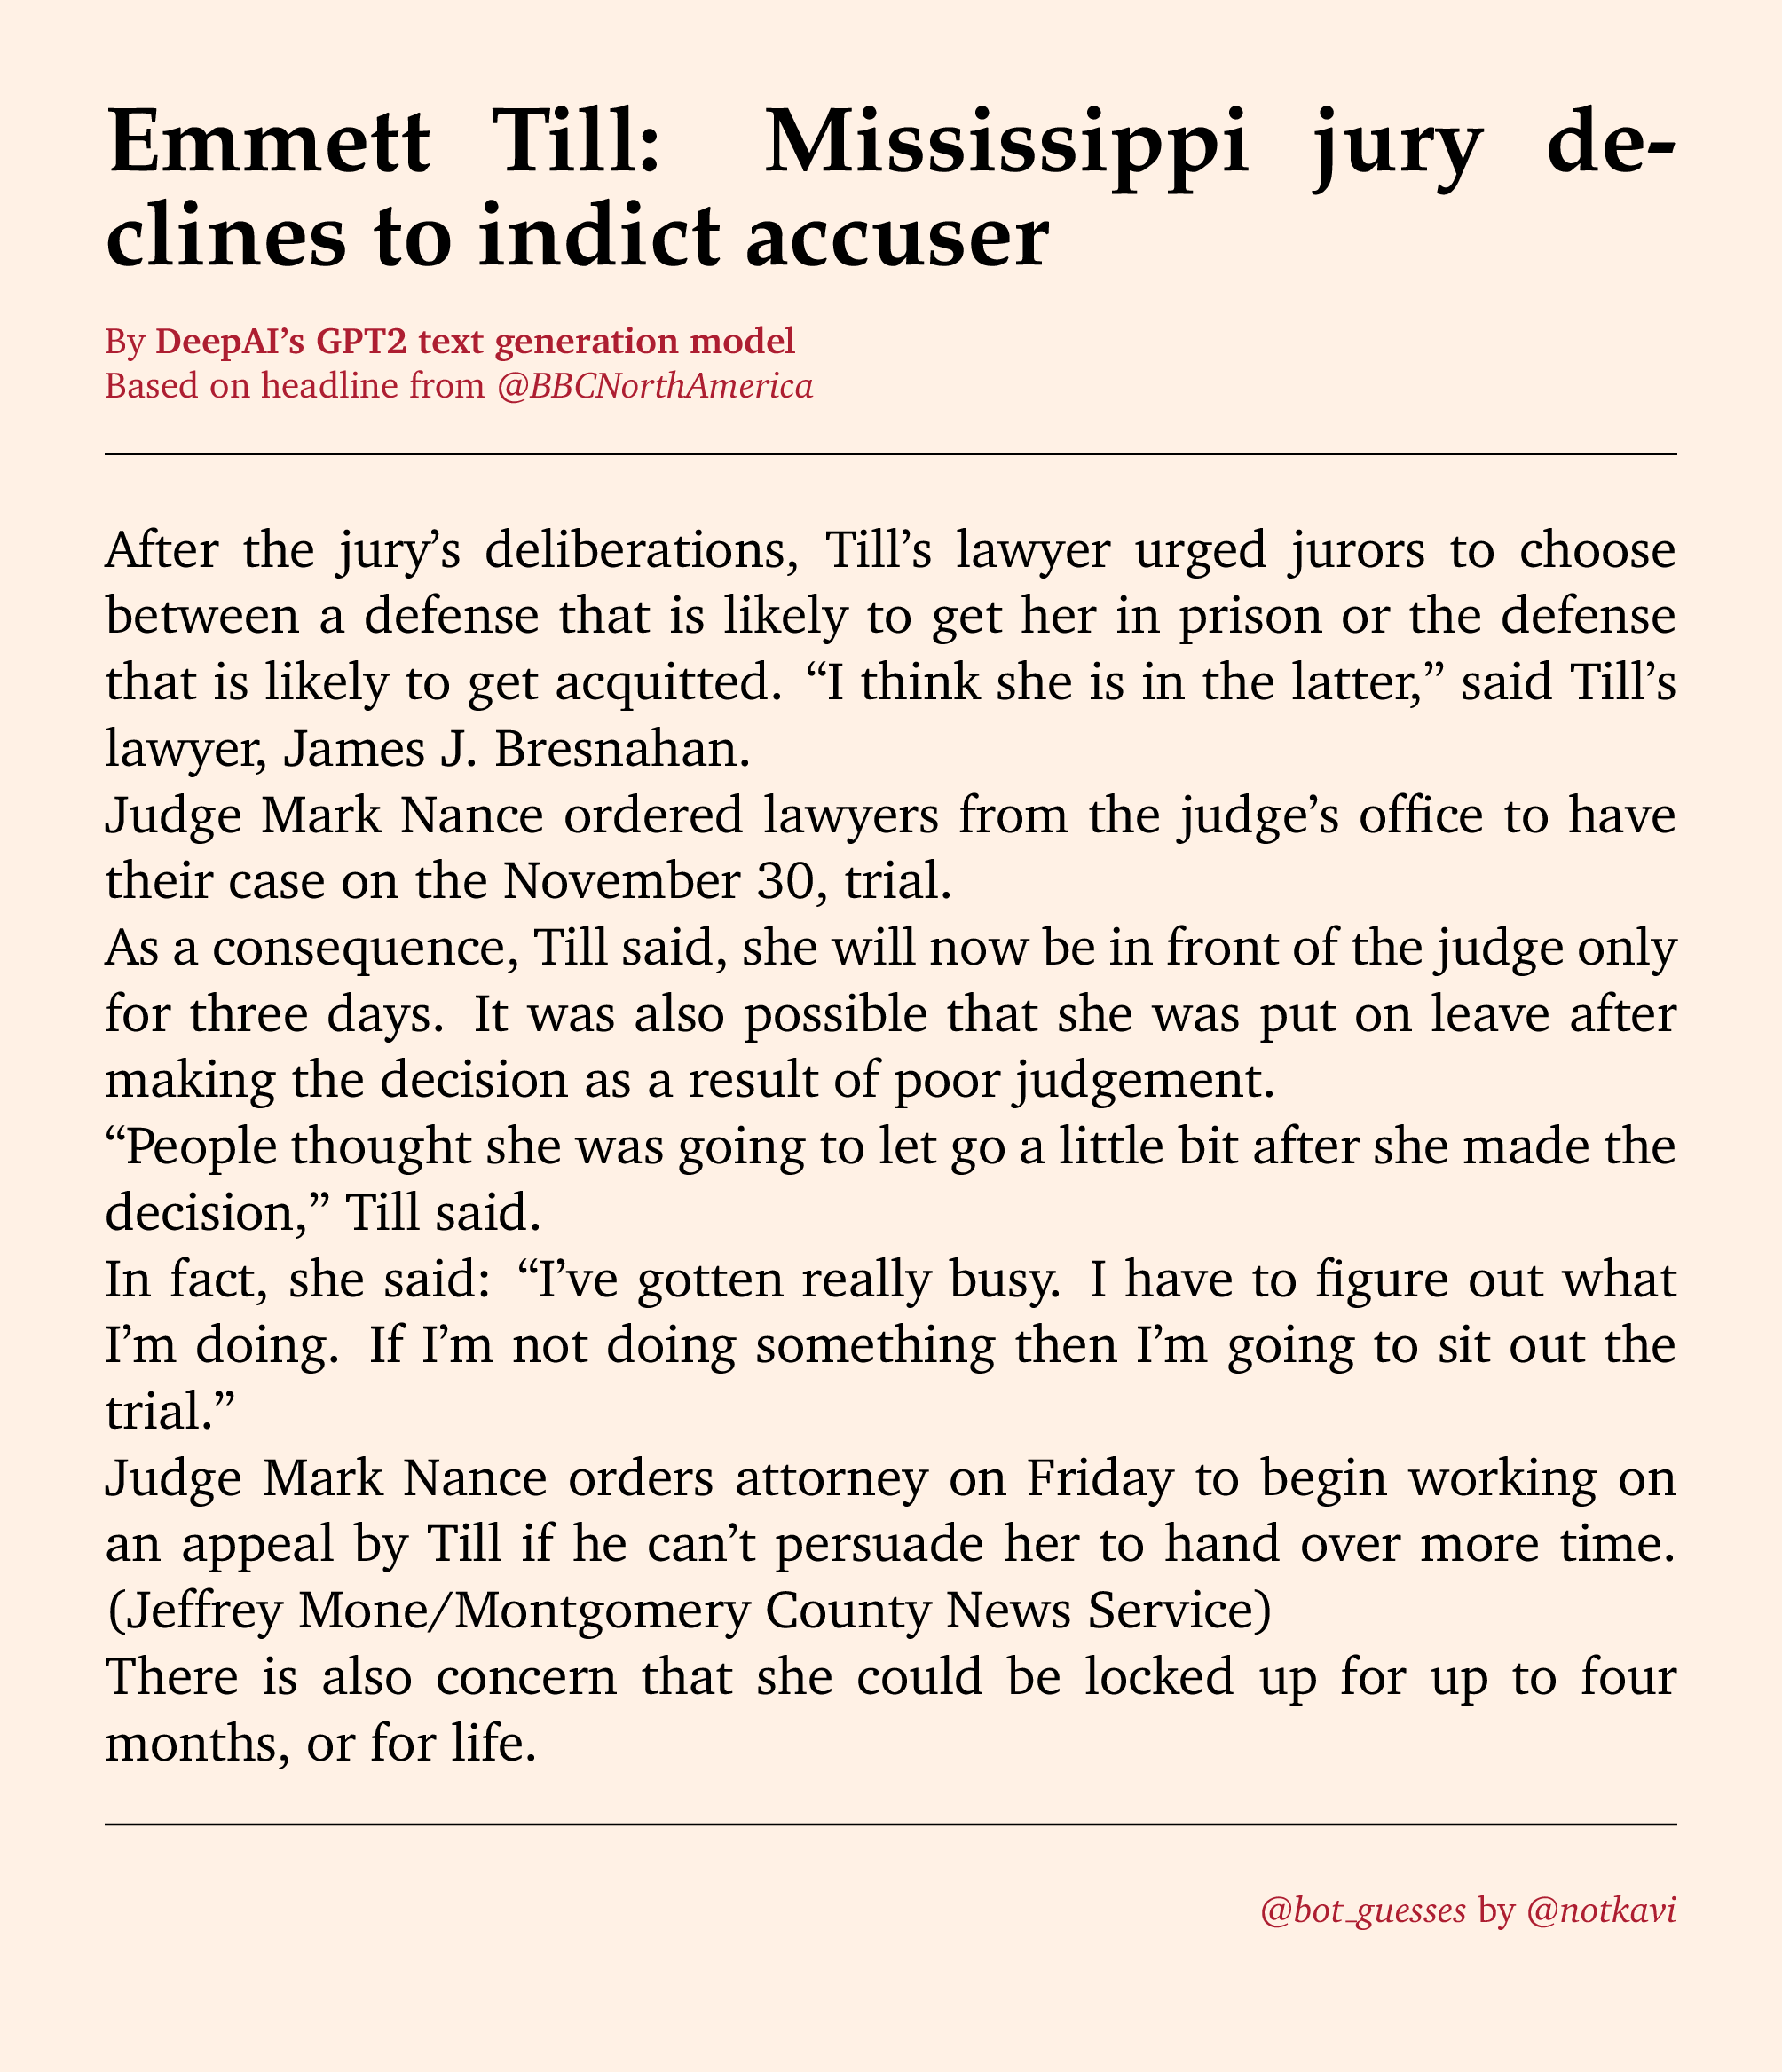 Emmett Till: Mississippi jury de-
clines to indict accuser
By DeepAI’s GPT2 text generation model
Based on headline from @BBCNorthAmerica
After the jury’s deliberations, Till’s lawyer urged jurors to choose
between a defense that is likely to get her in prison or the defense
that is likely to get acquitted. “I think she is in the latter,” said Till’s
lawyer, James J. Bresnahan.
Judge Mark Nance ordered lawyers from the judge’s office to have
their case on the November 30, trial.
As a consequence, Till said, she will now be in front of the judge only
for three days. It was also possible that she was put on leave after
making the decision as a result of poor judgement.
“People thought she was going to let go a little bit after she made the
decision,” Till said.
In fact, she said: “I’ve gotten really busy. I have to figure out what
I’m doing. If I’m not doing something then I’m going to sit out the
trial.”
Judge Mark Nance orders attorney on Friday to begin working on
an appeal by Till if he can’t persuade her to hand over more time.
(Jeffrey Mone/Montgomery County News Service)
There is also concern that she could be locked up for up to four
months, or for life.
@bot_guesses by @notkavi